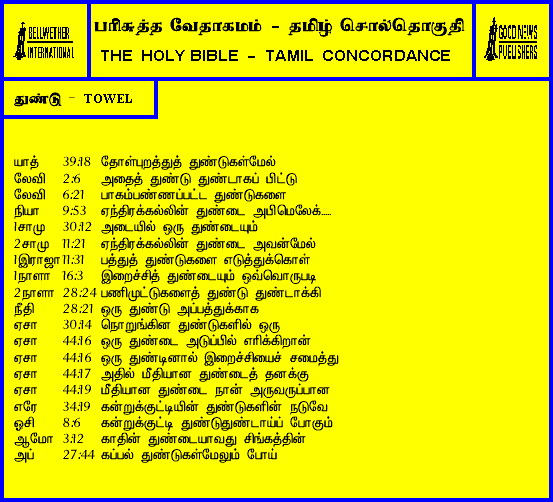 BELLWETHER
INTERNATIONAL
பரிசுத்த வேதாகமம் - தமிழ் சொல்தொகுதி
THE HOLY BIBLE - TAMIL CONCORDANCE
GOOD NEWS
PUBLISHERS
துண்டு - TOWEL
யாத் 39:18 தோள்புறத்துத் துண்டுகள்மேல்
லேவி 2:6 அதைத் துண்டு துண்டாகப் பிட்டு
லேவி 6:21 பாகம்பண்ணப்பட்ட துண்டுகளை
நியா 9:53 ஏந்திரக்கல்லின் துண்டை அபிமெலேக்.....
1சாமு 30:12 அடையில் ஒரு துண்டையும்
2சாமு 11:21 ஏந்திரக்கல்லின் துண்டை அவன்மேல்
1இராஜா 11:31 பத்துத் துண்டுகளை எடுத்துக்கொள்
1நாளா 16:3 இறைச்சித் துண்டையும் ஒவ்வொருபடி
2நாளா 28:24 பணிமுட்டுகளைத் துண்டு துண்டாக்கி
நீதி 28:21 ஒரு துண்டு அப்பத்துக்காக
ஏசா 30:14 நொறுங்கின துண்டுகளில் ஒரு
ஏசா 44:16 ஒரு துண்டை அடுப்பில் எரிக்கிறான்
ஏசா 44:16 ஒரு துண்டினால் இறைச்சியைச் சமைத்து
ஏசா 44:17 அதில் மீதியான துண்டைத் தனக்கு
ஏசா 44:19 மீதியான துண்டை நான் அருவருப்பான
எரே 34:19 கன்றுக்குட்டியின் துண்டுகளின் நடுவே
ஓசி 8:6 கன்றுக்குட்டி துண்டுதுண்டாய்ப் போகும்
ஆமோ 3:12 காதின் துண்டையாவது சிங்கத்தின்
அப் 27:44 கப்பல் துண்டுகள்மேலும் போய்